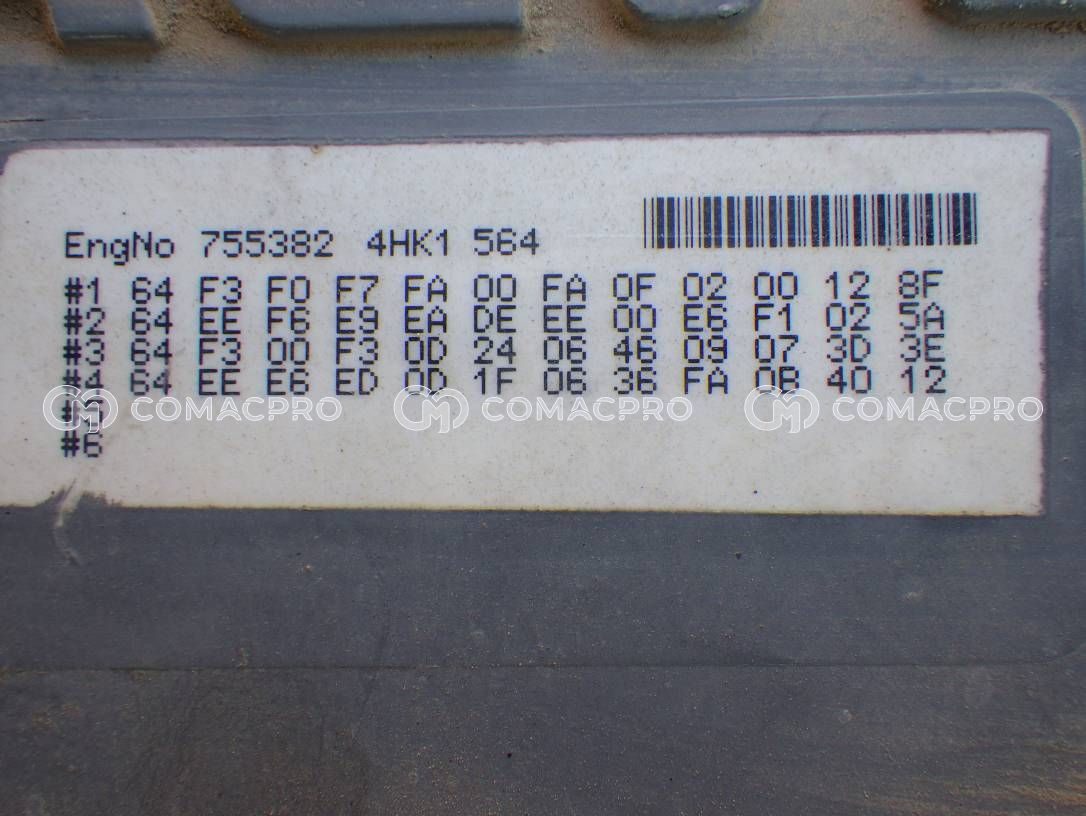 EngNo 755382 4HK1 564
#1 64 F3 F0 F7 FA 00 FA 0F 02 00 12 8F
#2 64 EE F6 E9 EA DE EE 00 E6 F1 02 5A
#3 64 F3 00 F3 0D 24 06 46 09 07 3D 3E
#4 64 EE E6 ED 0D 1F 06 36 FA 0B 40 12
COMACPRO COMACPRO COMACPRO
#5
#6